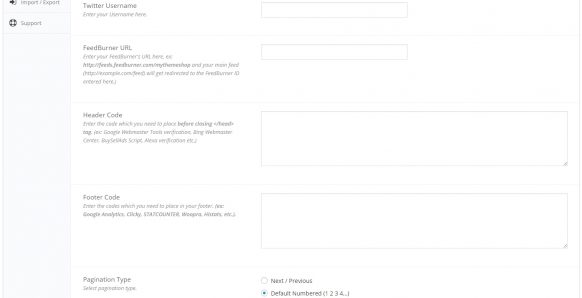 Import / Export
Support
Twitter Username
Enter your Username here.
FeedBurner URL
Enter your FeedBurner's URL here, ex:
http://feeds.feedburner.com/mythemeshop and your main feed
(http://example.com/feed) will get redirected to the FeedBurner ID
entered here.)
Header Code
Enter the code which you need to place before closing </head>
tag. (ex: Google Webmaster Tools verification, Bing Webmaster
Center, BuySellAds Script, Alexa verification etc.)
Footer Code
Enter the codes which you need to place in your footer. (ex:
Google Analytics, Clicky, STATCOUNTER, Woopra, Histats, etc.).
Pagination Type
Select pagination type.
Next / Previous
Default Numbered (1 2 3 4...)